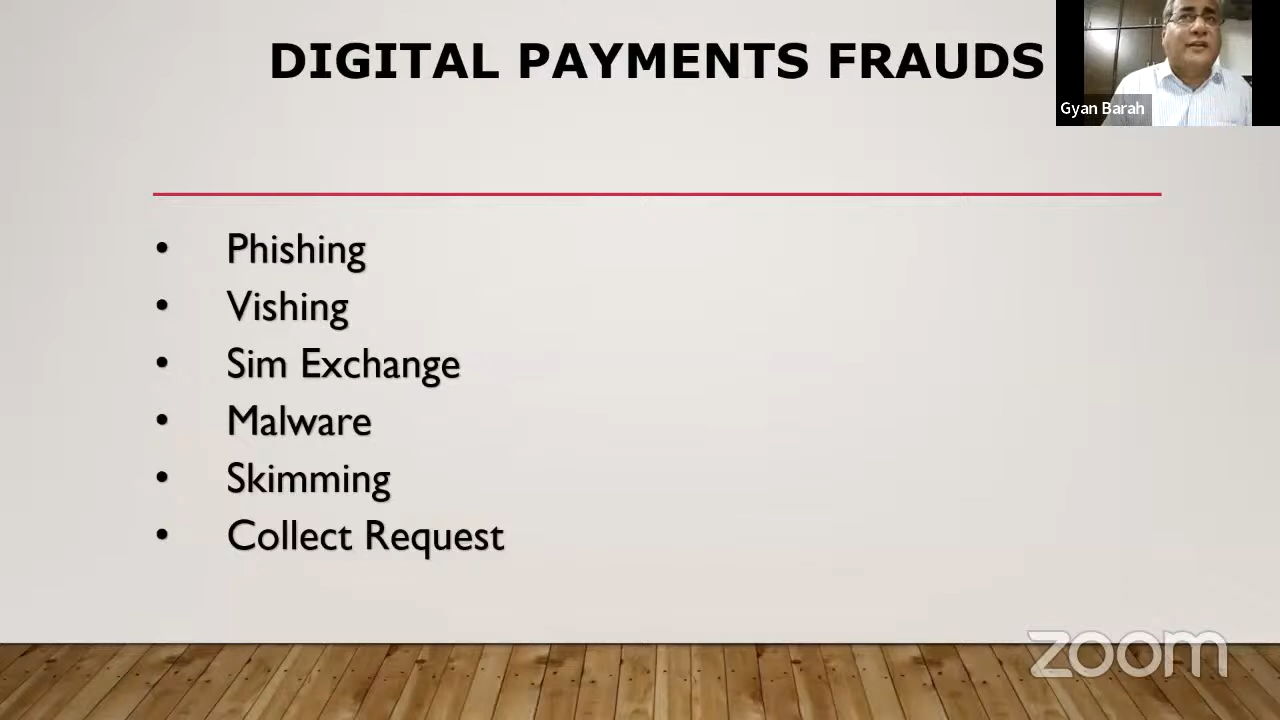 DIGITAL PAYMENTS FRAUDS
Gyan Barah
• Phishing
• Vishing
• Sim Exchange
• Malware
• Skimming
• Collect Request
zoom